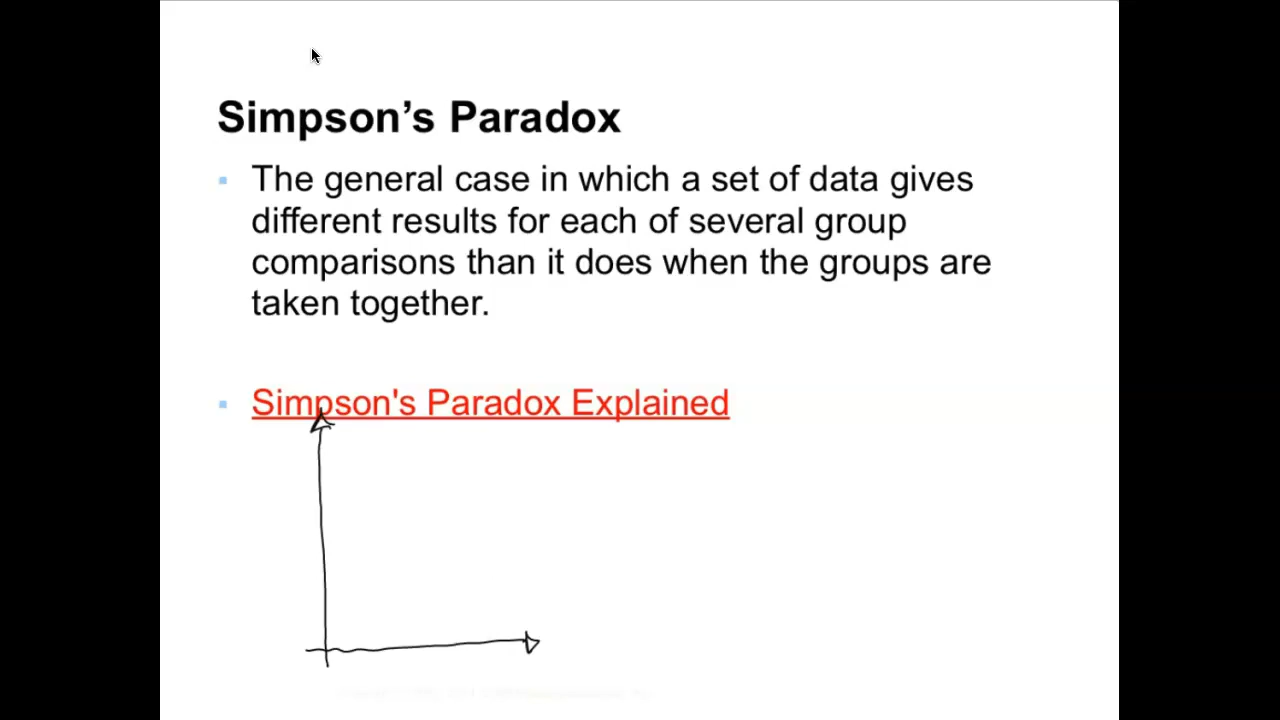 Simpson’s Paradox
▪ The general case in which a set of data gives
different results for each of several group
comparisons than it does when the groups are
taken together.
▪ Simpson's Paradox Explained